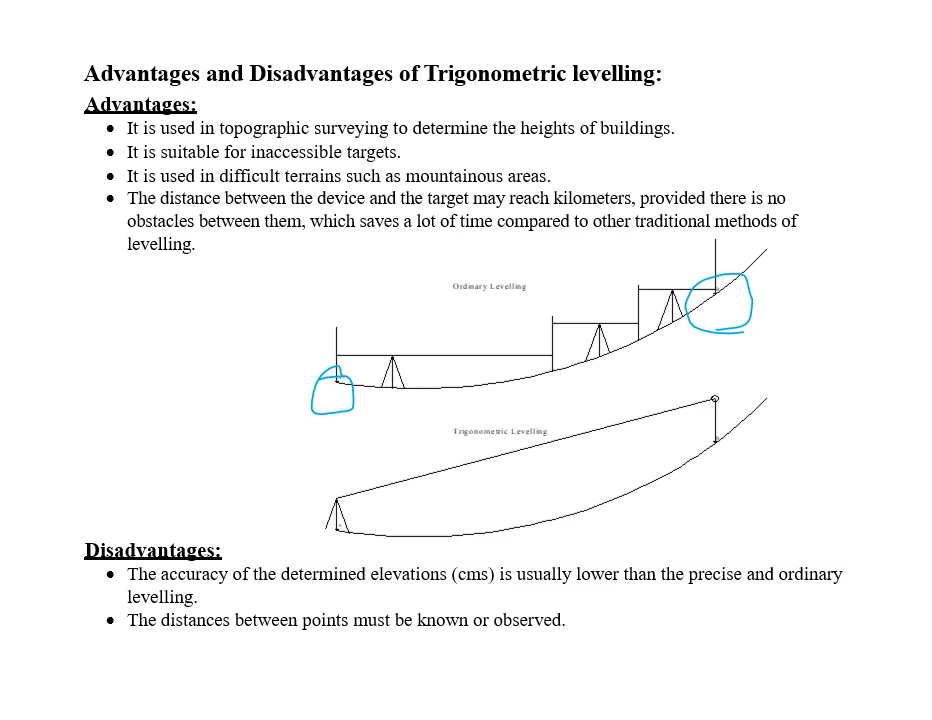 Advantages and Disadvantages of Trigonometric levelling:
Advantages:
• It is used in topographic surveying to determine the heights of buildings.
• It is suitable for inaccessible targets.
• It is used in difficult terrains such as mountainous areas.
• The distance between the device and the target may reach kilometers, provided there is no
obstacles between them, which saves a lot of time compared to other traditional methods of
levelling.
Ordinary Levelling
Trigonometric Levelling
Disadvantages:
• The accuracy of the determined elevations (cms) is usually lower than the precise and ordinary
levelling.
• The distances between points must be known or observed.